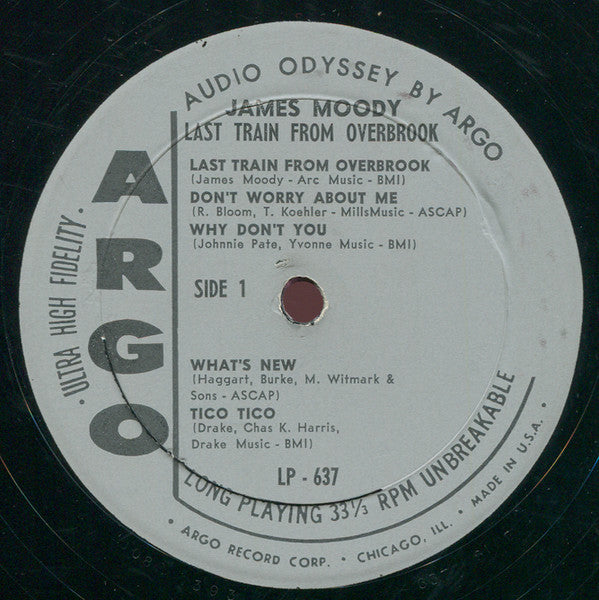 AUDIO ODYSSEY BY ARGO
JAMES MOODY
LAST TRAIN FROM OVERBROOK
ARGO
· ULTRA HIGH FIDELITY ·
LAST TRAIN FROM OVERBROOK
(James Moody - Arc Music - BMI)
DON'T WORRY ABOUT ME
(R. Bloom, T. Koehler - MillsMusic - ASCAP)
WHY DON'T YOU
(Johnnie Pate, Yvonne Music - BMI)
SIDE 1
WHAT'S NEW
(Haggart, Burke, M. Witmark &
Sons - ASCAP)
TICO TICO
(Drake, Chas K. Harris,
Drake Music - BMI)
LP - 637
LONG PLAYING 33⅓ RPM UNBREAKABLE
· ARGO RECORD CORP. · CHICAGO, ILL. · MADE IN U.S.A. ·